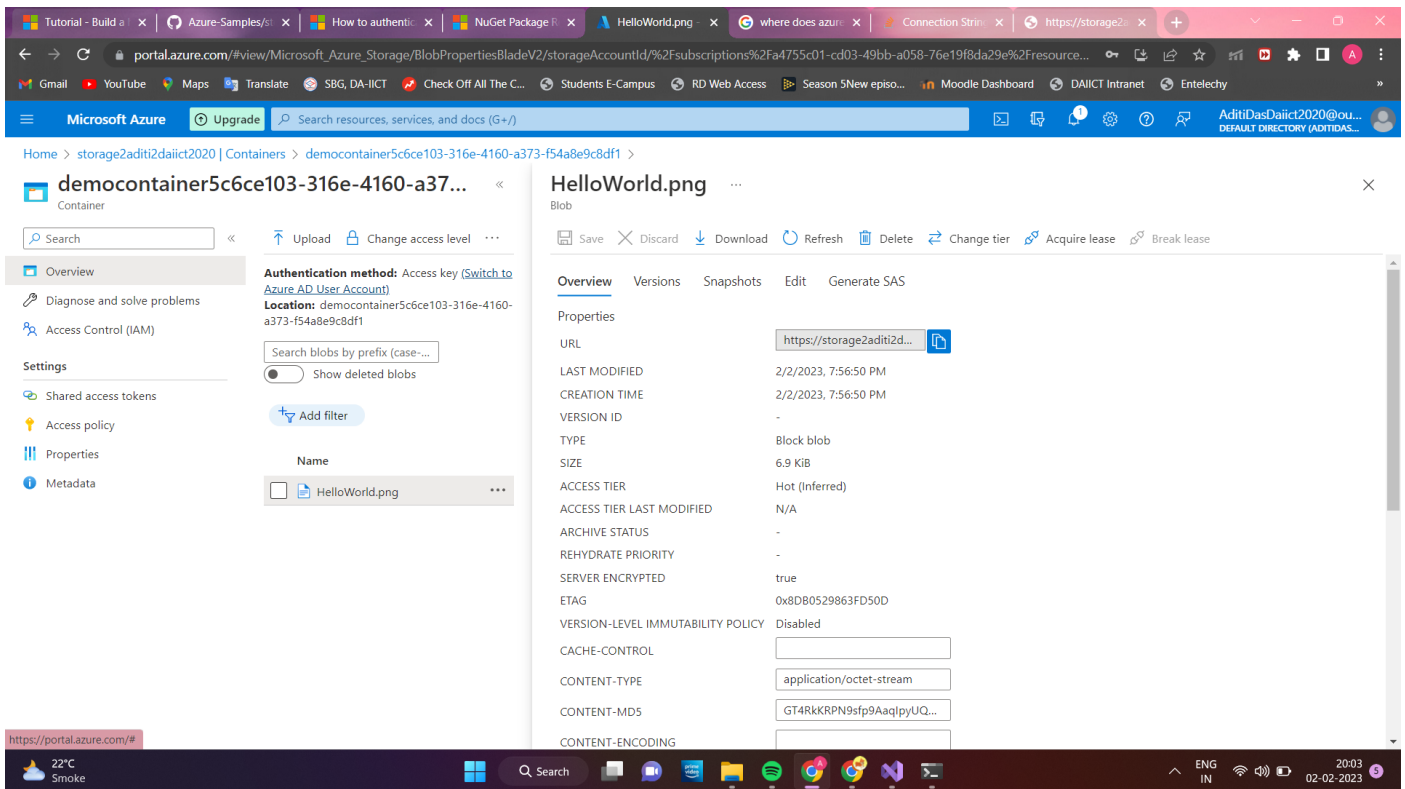 Tutorial - Build a
Azure-Samples/st
How to authentic
NuGet Package R
HelloWorld.png -
where does azure
Connection String
https://storage2a
portal.azure.com/#view/Microsoft_Azure_Storage/BlobPropertiesBladeV2/storageAccountId/%2Fsubscriptions%2Fa4755c01-cd03-49bb-a058-76e19f8da29e%2Fresource...
A
Gmail YouTube Maps Translate SBG, DA-IICT Check Off All The C... Students E-Campus RD Web Access Season 5New episo... Moodle Dashboard DAIICT Intranet Entelechy »
Microsoft Azure Upgrade Search resources, services, and docs (G+/) 1 AditiDasDaiict2020@ou...
DEFAULT DIRECTORY (ADITIDAS...
Home > storage2aditi2daiict2020 | Containers > democontainer5c6ce103-316e-4160-a373-f54a8e9c8df1 >
democontainer5c6ce103-316e-4160-a37... «
Container
Search «
Overview
Diagnose and solve problems
Access Control (IAM)
Settings
Shared access tokens
Access policy
Properties
Metadata
Upload Change access level ...
Authentication method: Access key (Switch to
Azure AD User Account)
Location: democontainer5c6ce103-316e-4160-
a373-f54a8e9c8df1
Search blobs by prefix (case-...
Show deleted blobs
Add filter
Name
HelloWorld.png ...
HelloWorld.png ...
Blob
Save Discard Download Refresh Delete Change tier Acquire lease Break lease
Overview Versions Snapshots Edit Generate SAS
Properties
URL https://storage2aditi2d...
LAST MODIFIED 2/2/2023, 7:56:50 PM
CREATION TIME 2/2/2023, 7:56:50 PM
VERSION ID -
TYPE Block blob
SIZE 6.9 KiB
ACCESS TIER Hot (Inferred)
ACCESS TIER LAST MODIFIED N/A
ARCHIVE STATUS -
REHYDRATE PRIORITY -
SERVER ENCRYPTED true
ETAG 0x8DB0529863FD50D
VERSION-LEVEL IMMUTABILITY POLICY Disabled
CACHE-CONTROL
CONTENT-TYPE application/octet-stream
CONTENT-MD5 GT4RkKRPN9sfp9AaqIpyUQ...
CONTENT-ENCODING
https://portal.azure.com/#
22°C
Smoke
Search
ENG
IN
20:03
02-02-2023
5